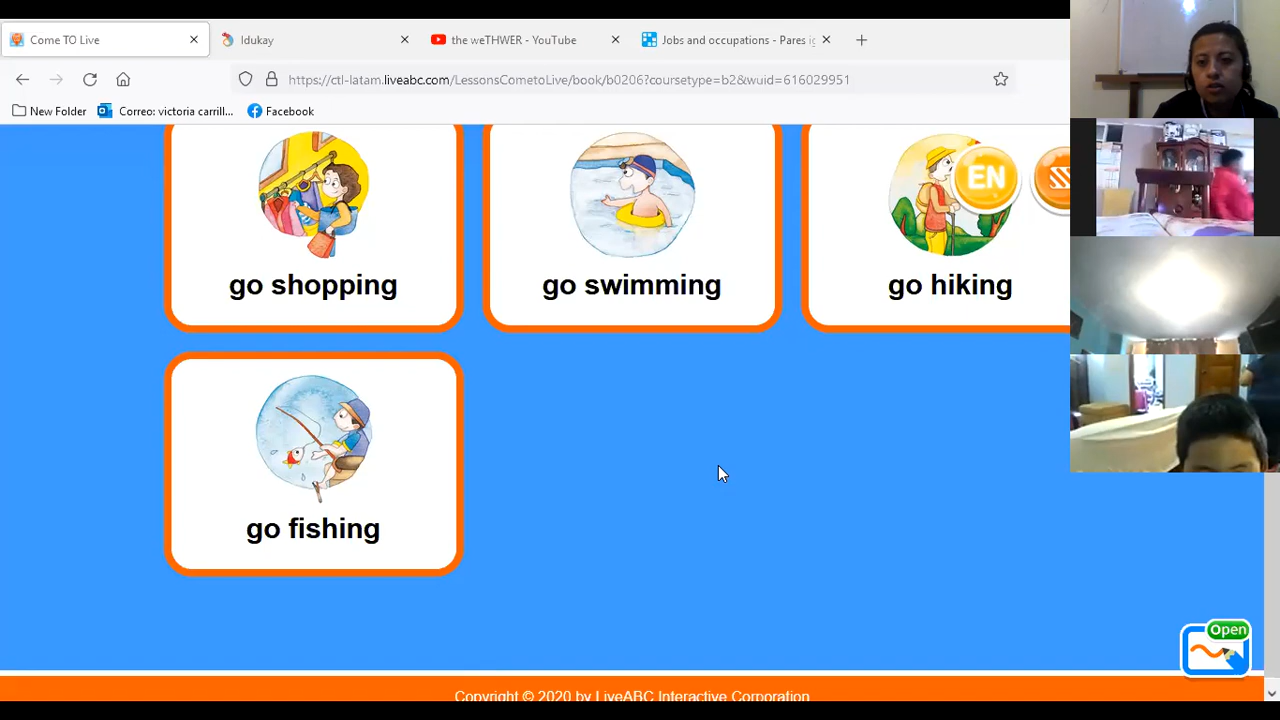 Come TO Live
Idukay
the weTHWER - YouTube
Jobs and occupations - Pares ig
https://ctl-latam.liveabc.com/LessonsCometoLive/book/b0206?coursetype=b2&wuid=616029951
New Folder
Correo: victoria carrill...
Facebook
EN
go shopping
go swimming
go hiking
go fishing
Open
Copyright © 2020 by LiveABC Interactive Corporation